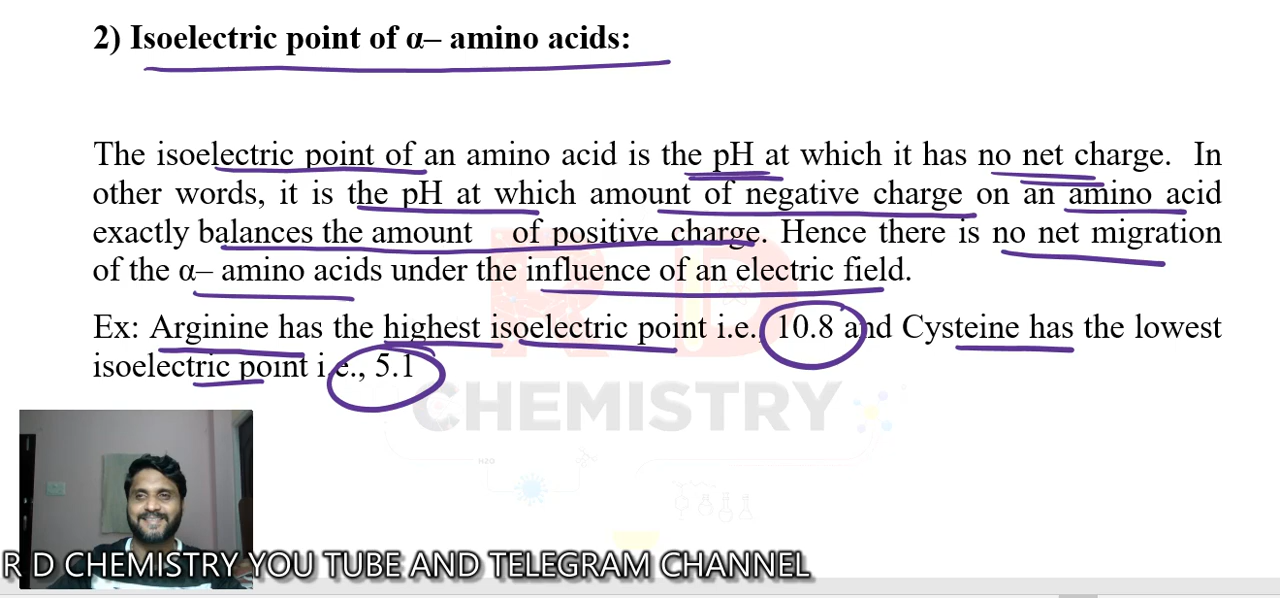 2) Isoelectric point of α– amino acids:
The isoelectric point of an amino acid is the pH at which it has no net charge. In
other words, it is the pH at which amount of negative charge on an amino acid
exactly balances the amount of positive charge. Hence there is no net migration
of the α– amino acids under the influence of an electric field.
Ex: Arginine has the highest isoelectric point i.e., 10.8 and Cysteine has the lowest
isoelectric point i.e., 5.1
R D
CHEMISTRY
H2O
R D CHEMISTRY YOU TUBE AND TELEGRAM CHANNEL